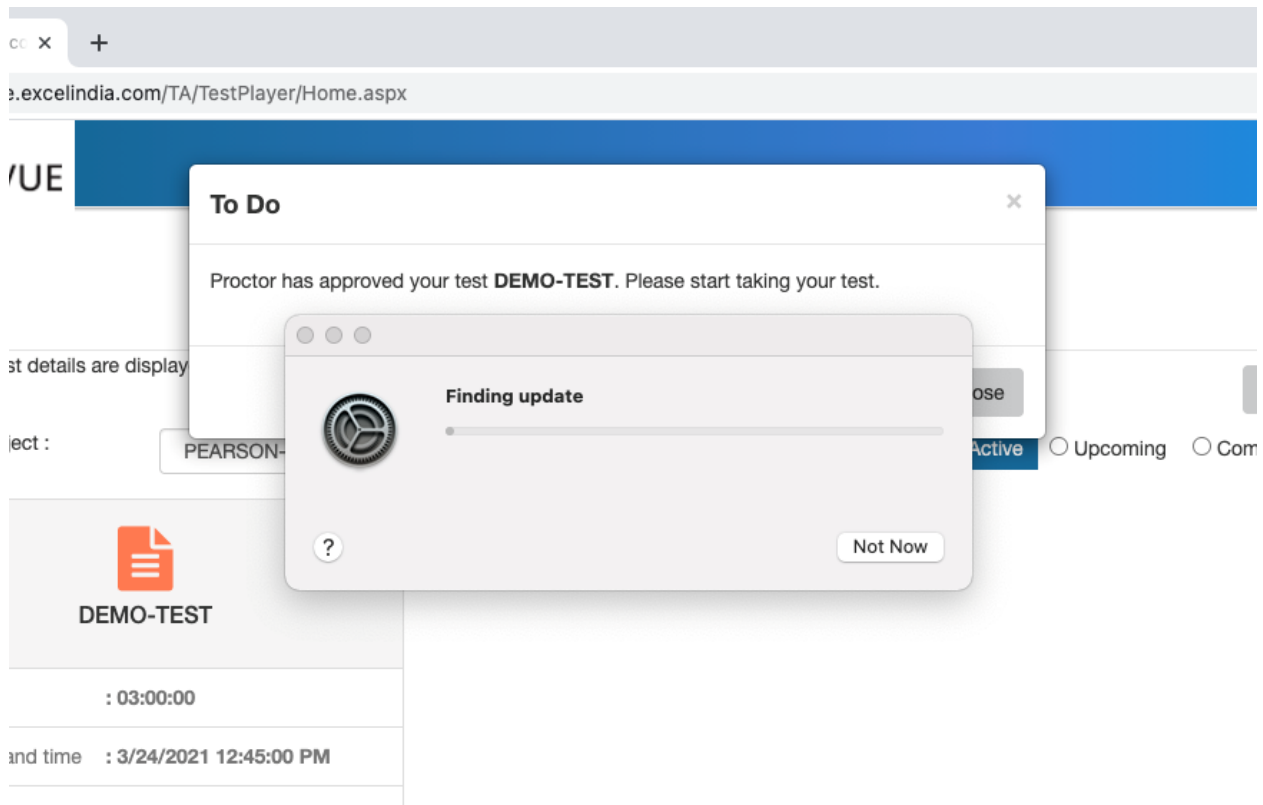 e.excelindia.com/TA/TestPlayer/Home.aspx
VUE
To Do
Proctor has approved your test DEMO-TEST. Please start taking your test.
st details are display
ose
Finding update
ject :
PEARSON-
Active
Upcoming
Com
?
Not Now
DEMO-TEST
: 03:00:00
and time : 3/24/2021 12:45:00 PM